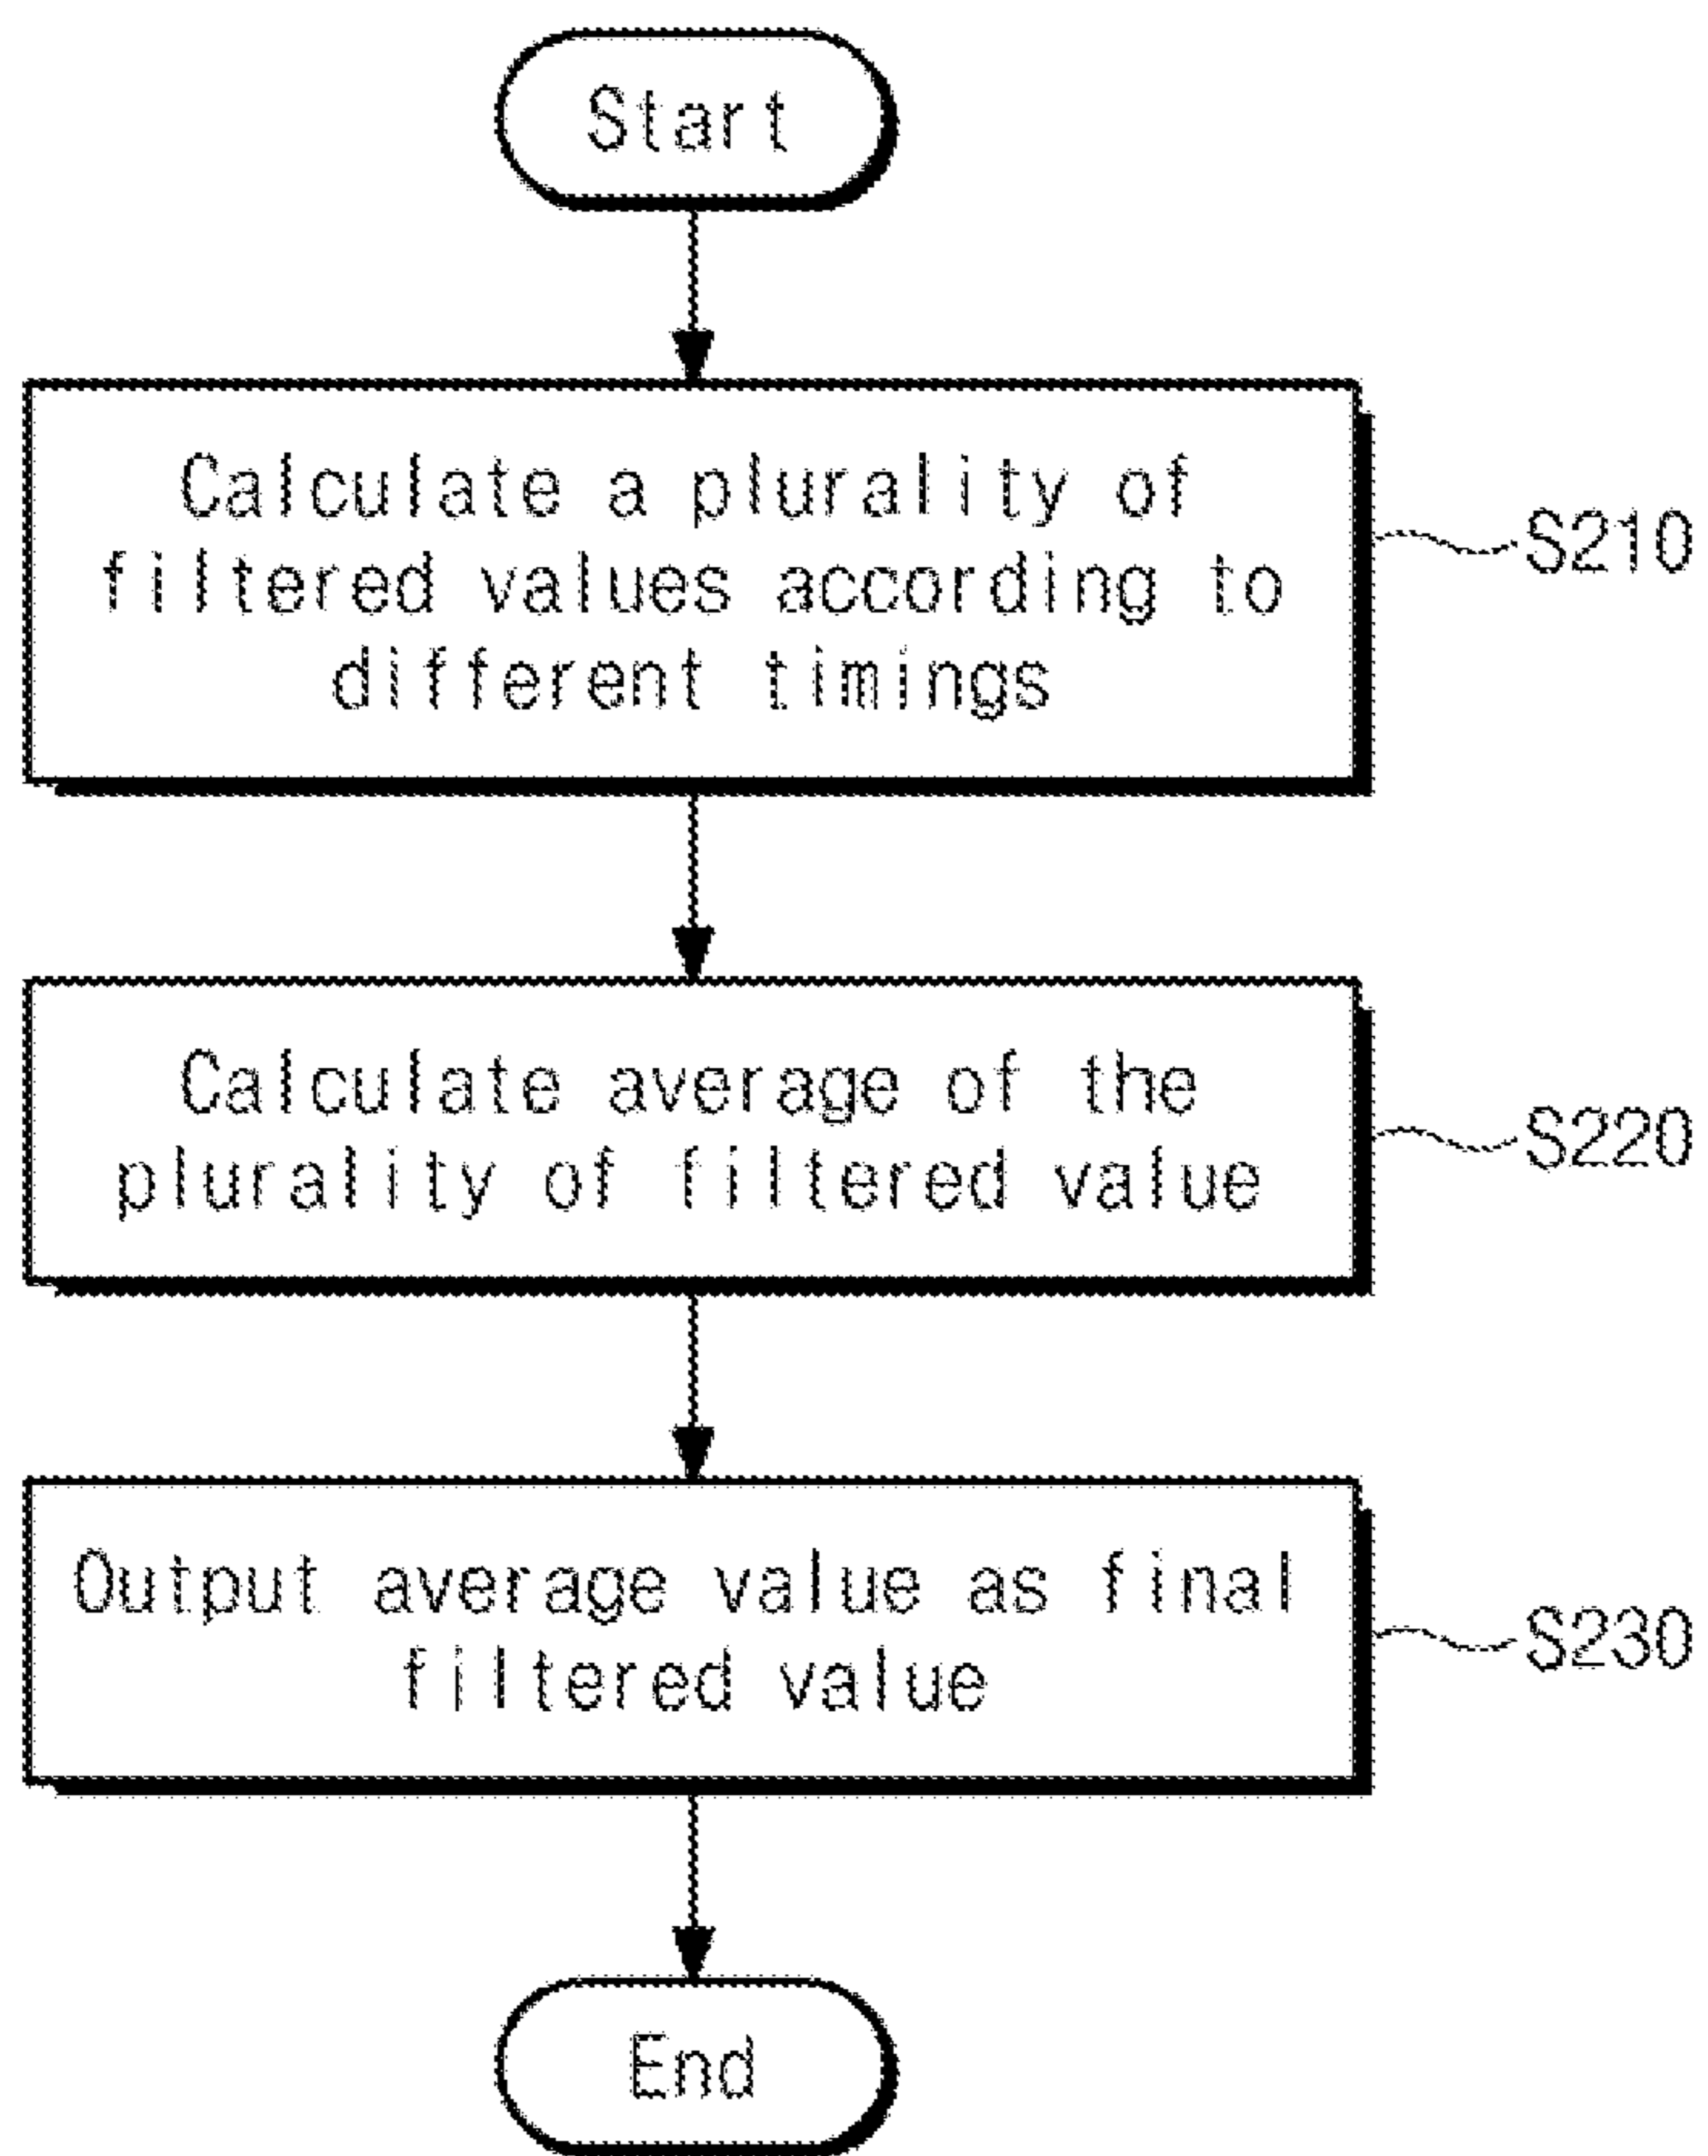 Start
Calculate a plurality of
filtered values according to
different timings
S210
Calculate average of the
plurality of filtered value
S220
Output average value as final
filtered value
S230
End